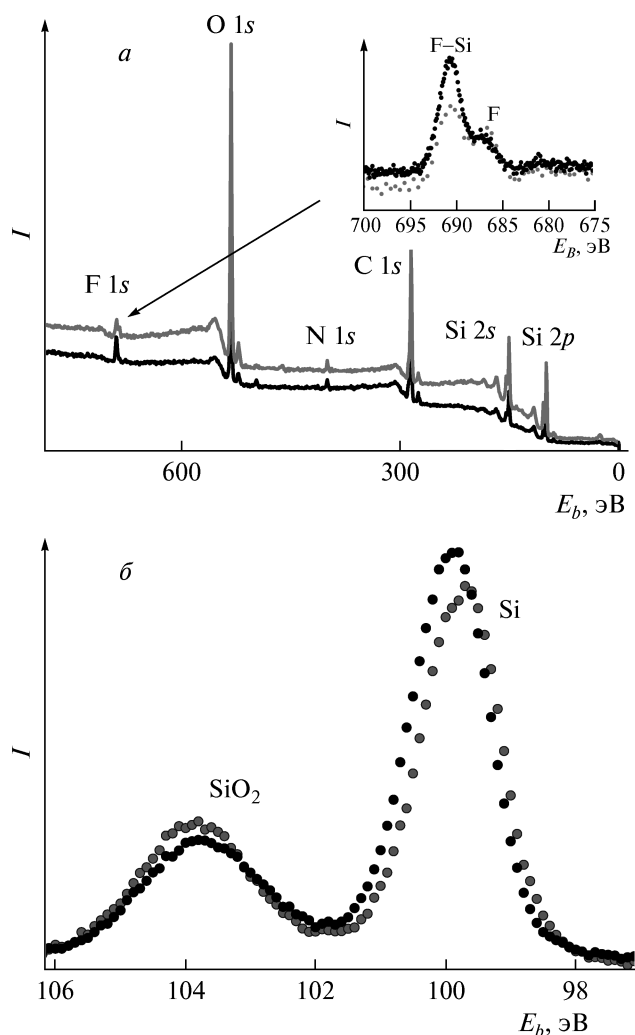 а
O 1s
F–Si
F
I
700 695 690 685 680 675
E_B, эВ
I
F 1s
N 1s
C 1s
Si 2s
Si 2p
600 300 0
E_b, эВ
б
I
Si
SiO₂
106 104 102 100 98
E_b, эВ